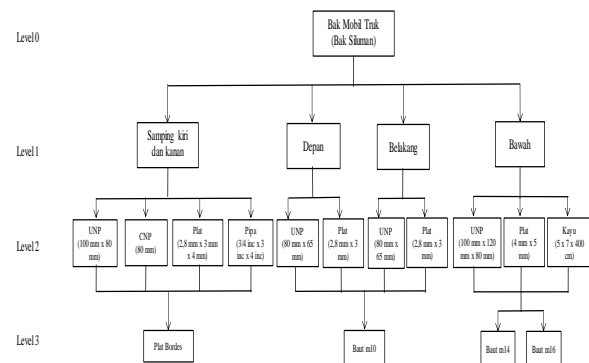 Level 0
Bak Mobil Truk
(Bak Siluman)
Level 1
Samping kiri
dan kanan
Depan
Belakang
Bawah
Level 2
UNP
(100 mm x 80
mm)
CNP
(80 mm)
Plat
(2,8 mm x 3 mm
x 4 mm)
Pipa
(3/4 inc x 3
inc x 4 inc)
UNP
(80 mm x 65
mm)
Plat
(2,8 mm x 3
mm)
UNP
(80 mm x
65 mm)
Plat
(2,8 mm x 3
mm)
UNP
(100 mm x 120
mm x 80 mm)
Plat
(4 mm x 5
mm)
Kayu
(5 x 7 x 400
cm)
Level 3
Plat Bordes
Baut m10
Baut m14
Baut m16